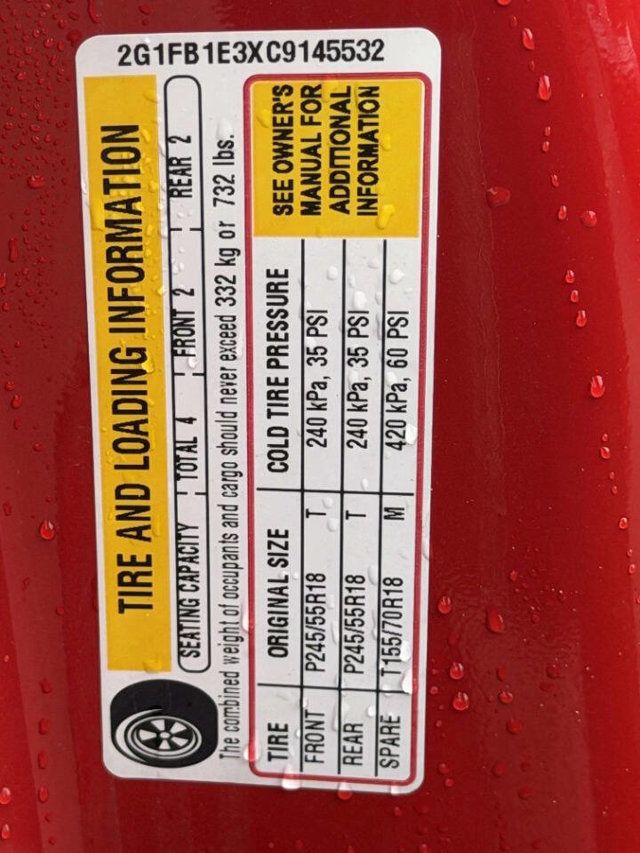 2G1FB1E3XC9145532
TIRE AND LOADING INFORMATION
SEATING CAPACITY TOTAL 4 FRONT 2 REAR 2
The combined weight of occupants and cargo should never exceed 332 kg or 732 lbs.
TIRE ORIGINAL SIZE COLD TIRE PRESSURE
FRONT P245/55R18 T 240 kPa, 35 PSI
REAR P245/55R18 T 240 kPa, 35 PSI
SPARE T155/70R18 M 420 kPa, 60 PSI
SEE OWNER'S
MANUAL FOR
ADDITIONAL
INFORMATION